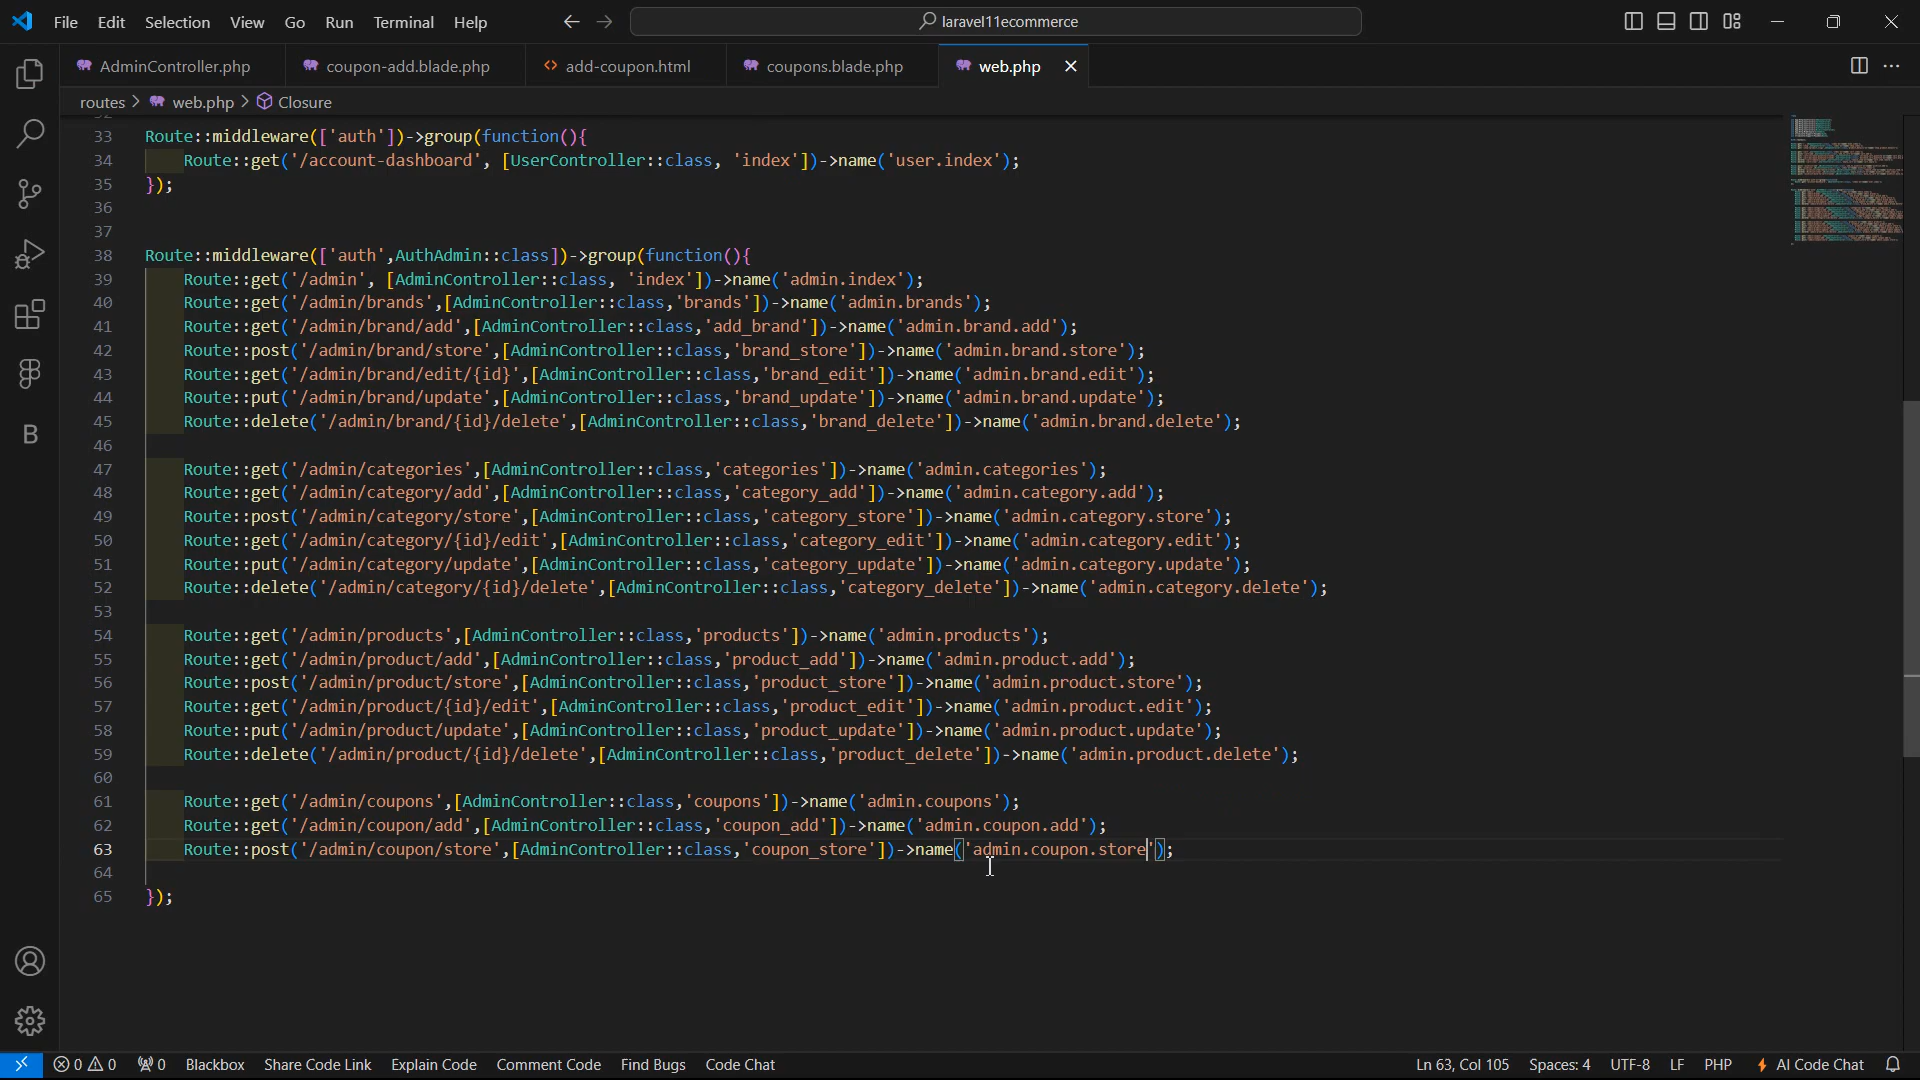 File Edit Selection View Go Run Terminal Help laravel11ecommerce
AdminController.php coupon-add.blade.php add-coupon.html coupons.blade.php web.php
routes > web.php > Closure
33 Route::middleware(['auth'])->group(function(){
34 Route::get('/account-dashboard', [UserController::class, 'index'])->name('user.index');
35 });
36
37
38 Route::middleware(['auth',AuthAdmin::class])->group(function(){
39 Route::get('/admin', [AdminController::class, 'index'])->name('admin.index');
40 Route::get('/admin/brands',[AdminController::class,'brands'])->name('admin.brands');
41 Route::get('/admin/brand/add',[AdminController::class,'add_brand'])->name('admin.brand.add');
42 Route::post('/admin/brand/store',[AdminController::class,'brand_store'])->name('admin.brand.store');
43 Route::get('/admin/brand/edit/{id}',[AdminController::class,'brand_edit'])->name('admin.brand.edit');
44 Route::put('/admin/brand/update',[AdminController::class,'brand_update'])->name('admin.brand.update');
45 Route::delete('/admin/brand/{id}/delete',[AdminController::class,'brand_delete'])->name('admin.brand.delete');
46
47 Route::get('/admin/categories',[AdminController::class,'categories'])->name('admin.categories');
48 Route::get('/admin/category/add',[AdminController::class,'category_add'])->name('admin.category.add');
49 Route::post('/admin/category/store',[AdminController::class,'category_store'])->name('admin.category.store');
50 Route::get('/admin/category/{id}/edit',[AdminController::class,'category_edit'])->name('admin.category.edit');
51 Route::put('/admin/category/update',[AdminController::class,'category_update'])->name('admin.category.update');
52 Route::delete('/admin/category/{id}/delete',[AdminController::class,'category_delete'])->name('admin.category.delete');
53
54 Route::get('/admin/products',[AdminController::class,'products'])->name('admin.products');
55 Route::get('/admin/product/add',[AdminController::class,'product_add'])->name('admin.product.add');
56 Route::post('/admin/product/store',[AdminController::class,'product_store'])->name('admin.product.store');
57 Route::get('/admin/product/{id}/edit',[AdminController::class,'product_edit'])->name('admin.product.edit');
58 Route::put('/admin/product/update',[AdminController::class,'product_update'])->name('admin.product.update');
59 Route::delete('/admin/product/{id}/delete',[AdminController::class,'product_delete'])->name('admin.product.delete');
60
61 Route::get('/admin/coupons',[AdminController::class,'coupons'])->name('admin.coupons');
62 Route::get('/admin/coupon/add',[AdminController::class,'coupon_add'])->name('admin.coupon.add');
63 Route::post('/admin/coupon/store',[AdminController::class,'coupon_store'])->name('admin.coupon.store');
64
65 });
0 0 0 Blackbox Share Code Link Explain Code Comment Code Find Bugs Code Chat Ln 63, Col 105 Spaces: 4 UTF-8 LF PHP AI Code Chat